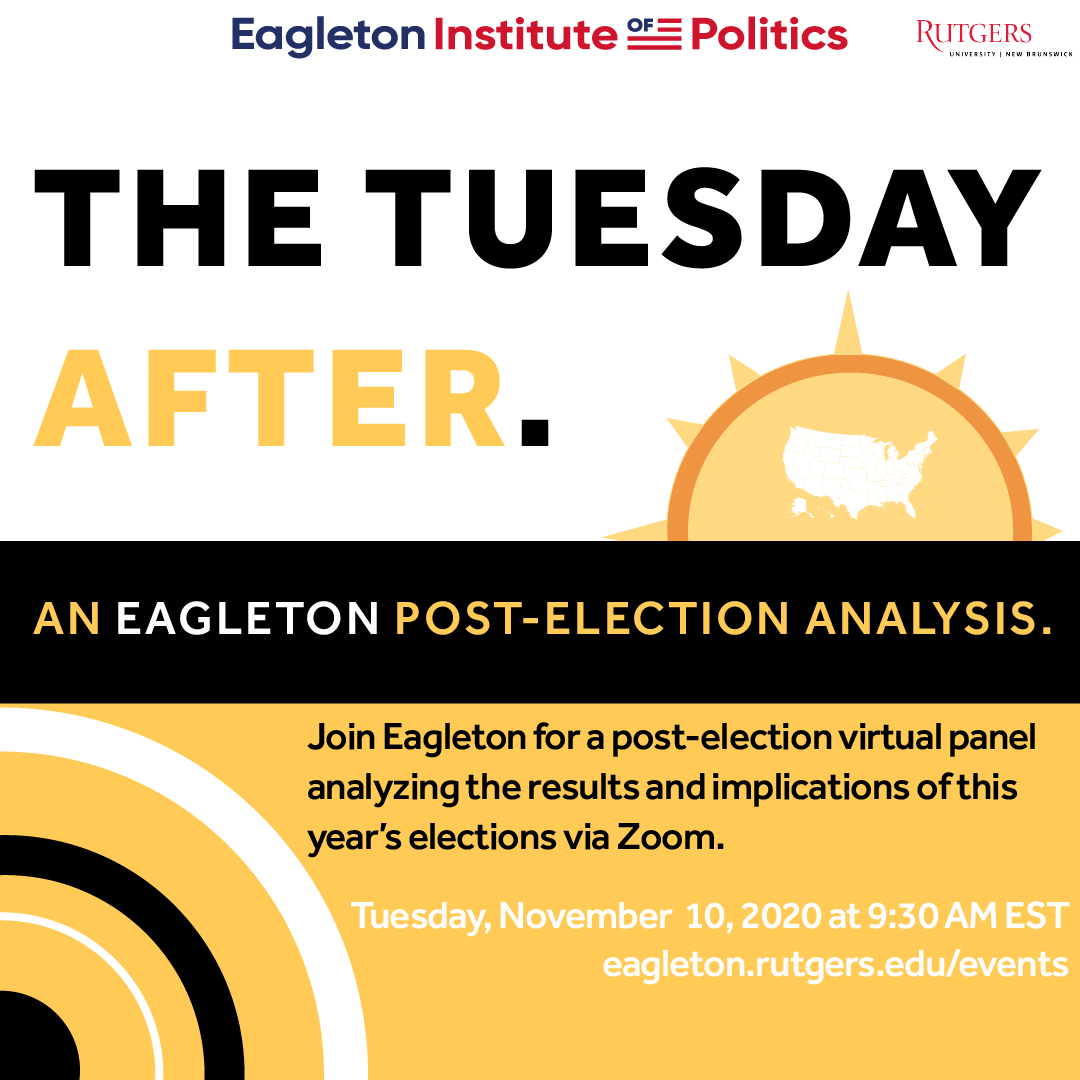 Eagleton Institute OF Politics
RUTGERS
UNIVERSITY | NEW BRUNSWICK
THE TUESDAY
AFTER.
AN EAGLETON POST-ELECTION ANALYSIS.
Join Eagleton for a post-election virtual panel
analyzing the results and implications of this
year's elections via Zoom.
Tuesday, November 10, 2020 at 9:30 AM EST
eagleton.rutgers.edu/events